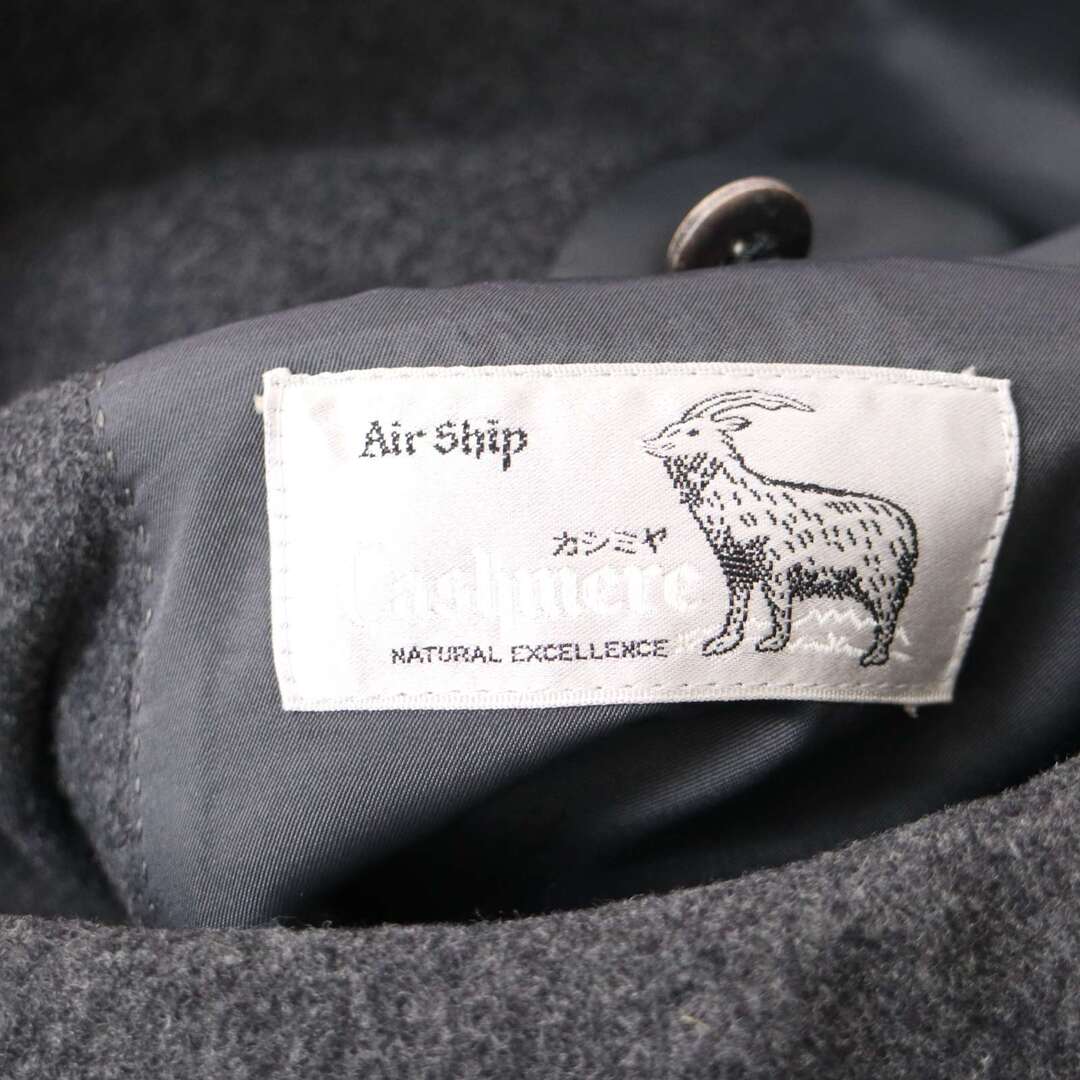 Air Ship
カシミヤ
Cashmere
NATURAL EXCELLENCE